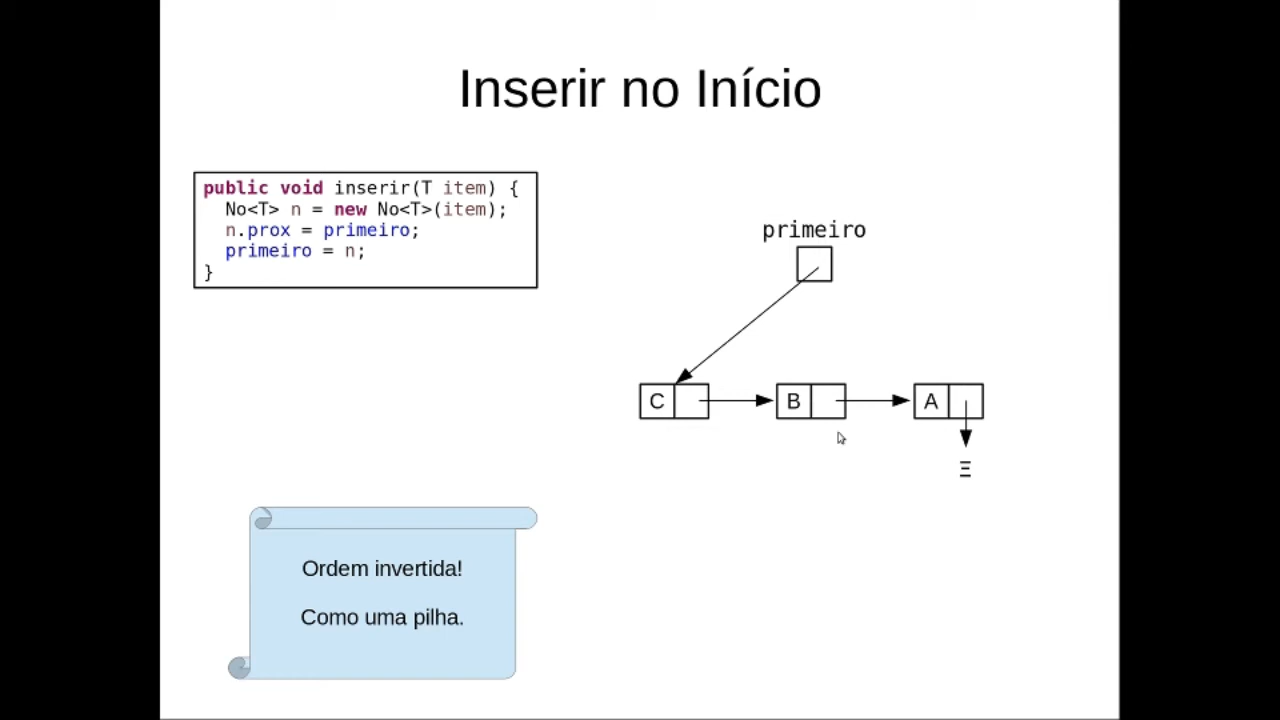 Inserir no Início
public void inserir(T item) {
No<T> n = new No<T>(item);
n.prox = primeiro;
primeiro = n;
}
primeiro
C
B
A
Ordem invertida!
Como uma pilha.